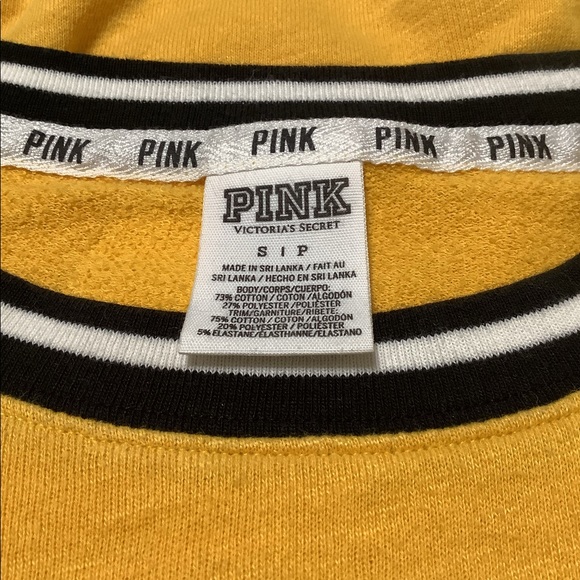 PINK PINK PINK PINK PINK
PINK
VICTORIA'S SECRET
S | P
MADE IN SRI LANKA / FAIT AU
SRI LANKA / HECHO EN SRI LANKA
BODY/CORPS/CUERPO:
73% COTTON / COTON /ALGODÓN
27% POLYESTER /POLIÉSTER
TRIM/GARNITURE/RIBETE:
75% COTTON / COTON /ALGODÓN
20% POLYESTER / POLIÉSTER
5% ELASTANE/ÉLASTHANNE/ELASTANO